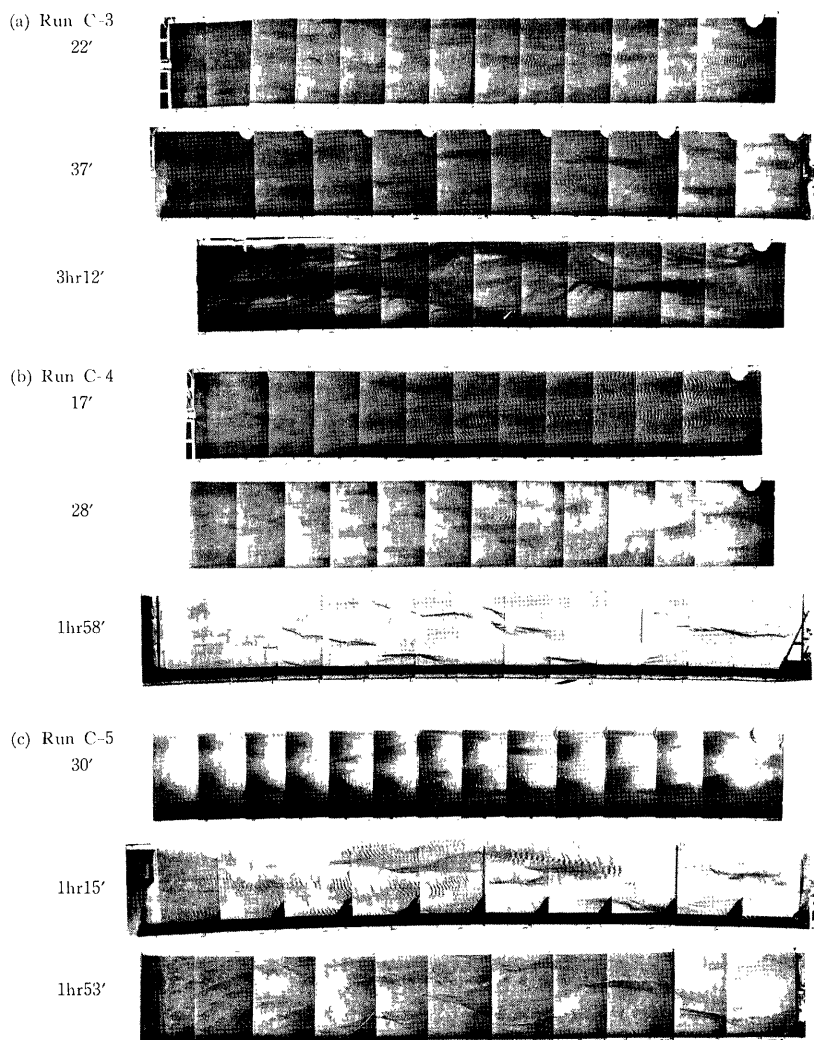 (a) Run C-3
22′
37′
3hr12′
(b) Run C-4
17′
28′
1hr58′
(c) Run C-5
30′
1hr15′
1hr53′